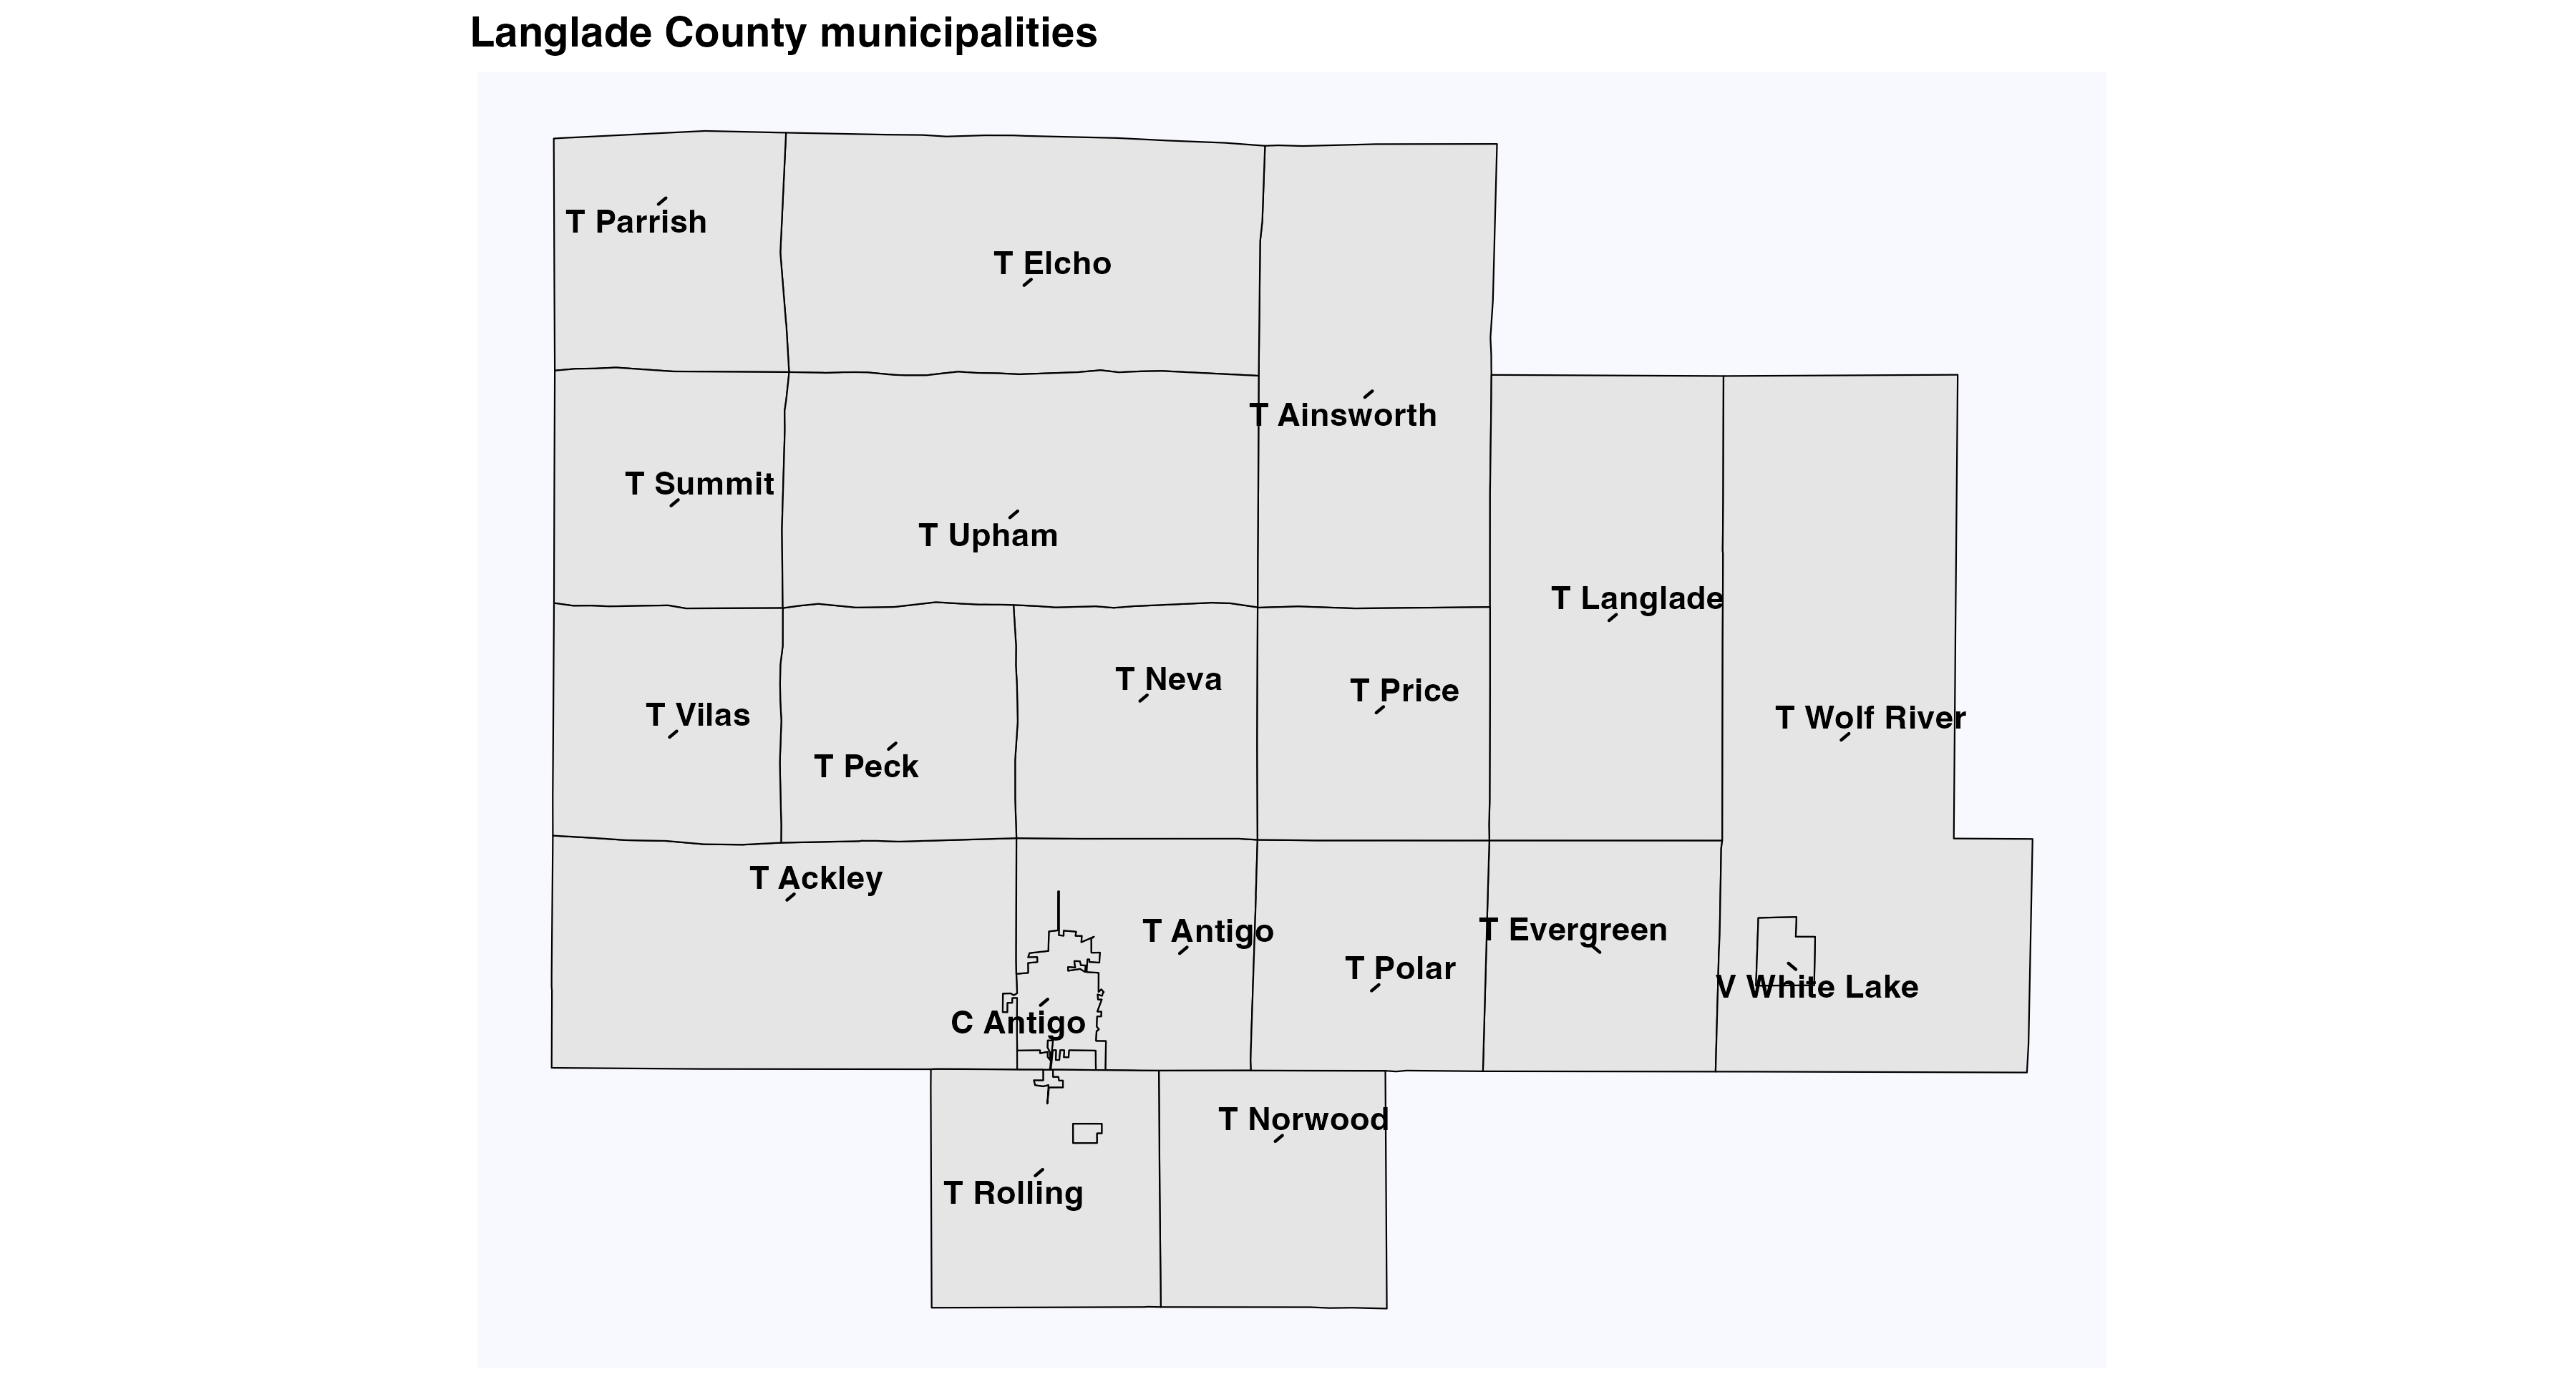 Langlade County municipalities
T Parrish
T Elcho
T Ainsworth
T Summit
T Upham
T Langlade
T Neva
T Price
T Vilas
T Wolf River
T Peck
T Ackley
T Antigo
T Evergreen
T Polar
V White Lake
C Antigo
T Norwood
T Rolling